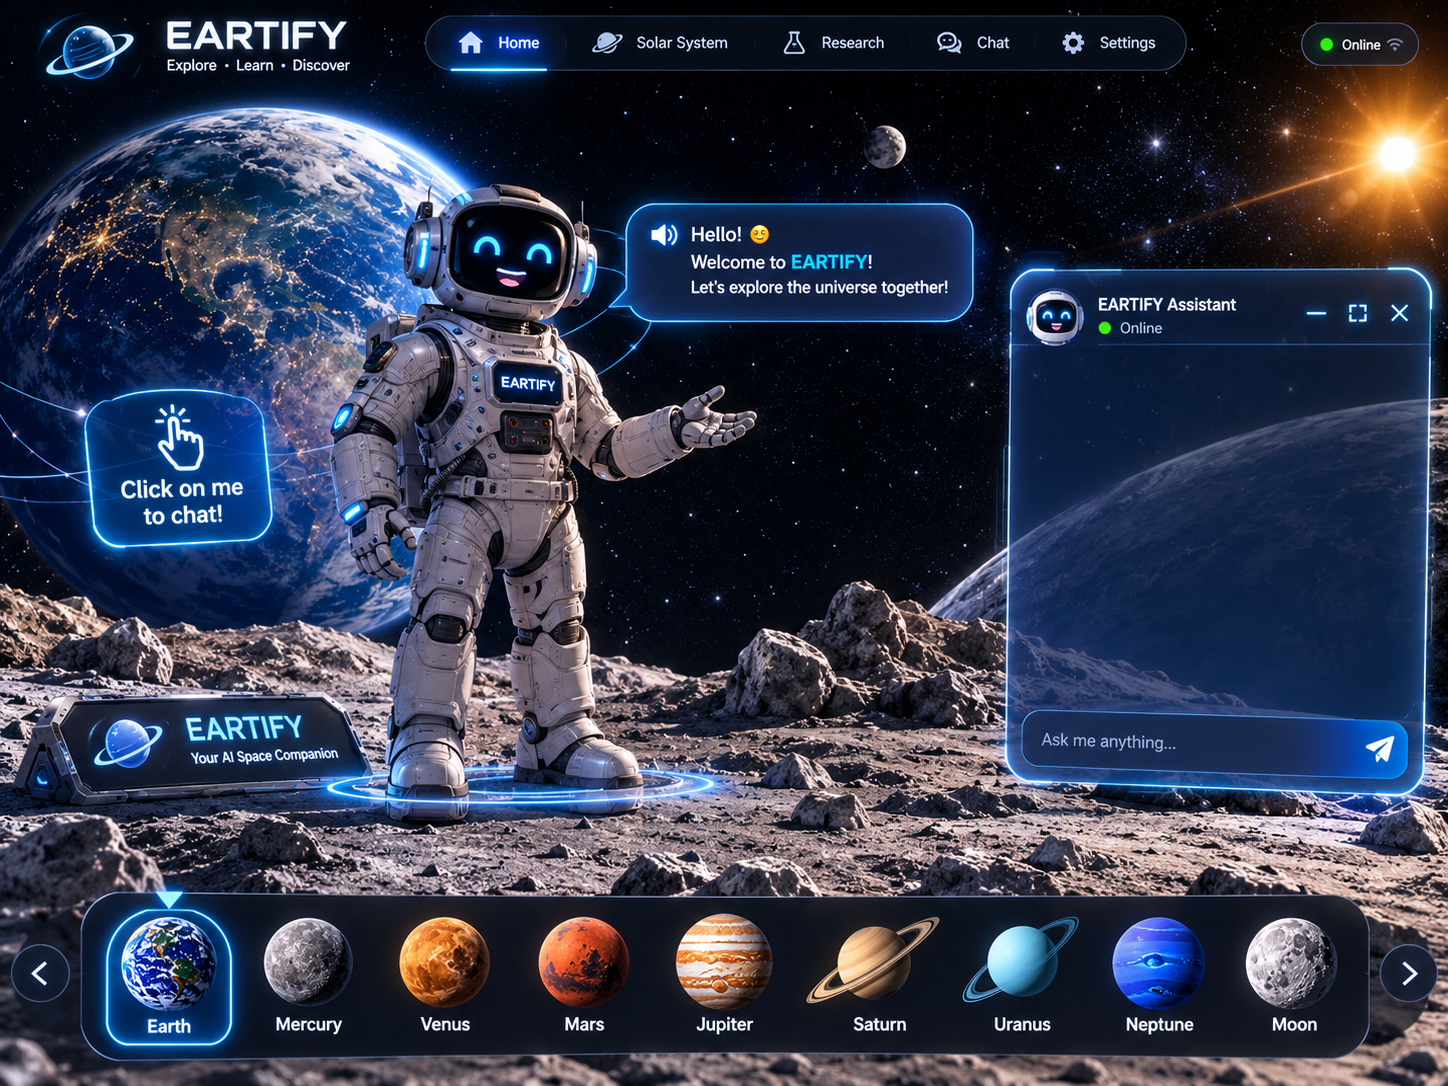 EARTIFY
Explore • Learn • Discover
Home
Solar System
Research
Chat
Settings
Online
Hello!
Welcome to EARTIFY!
Let's explore the universe together!
EARTIFY Assistant
Online
EARTIFY
Click on me
to chat!
EARTIFY
Your AI Space Companion
Ask me anything...
Earth
Mercury
Venus
Mars
Jupiter
Saturn
Uranus
Neptune
Moon